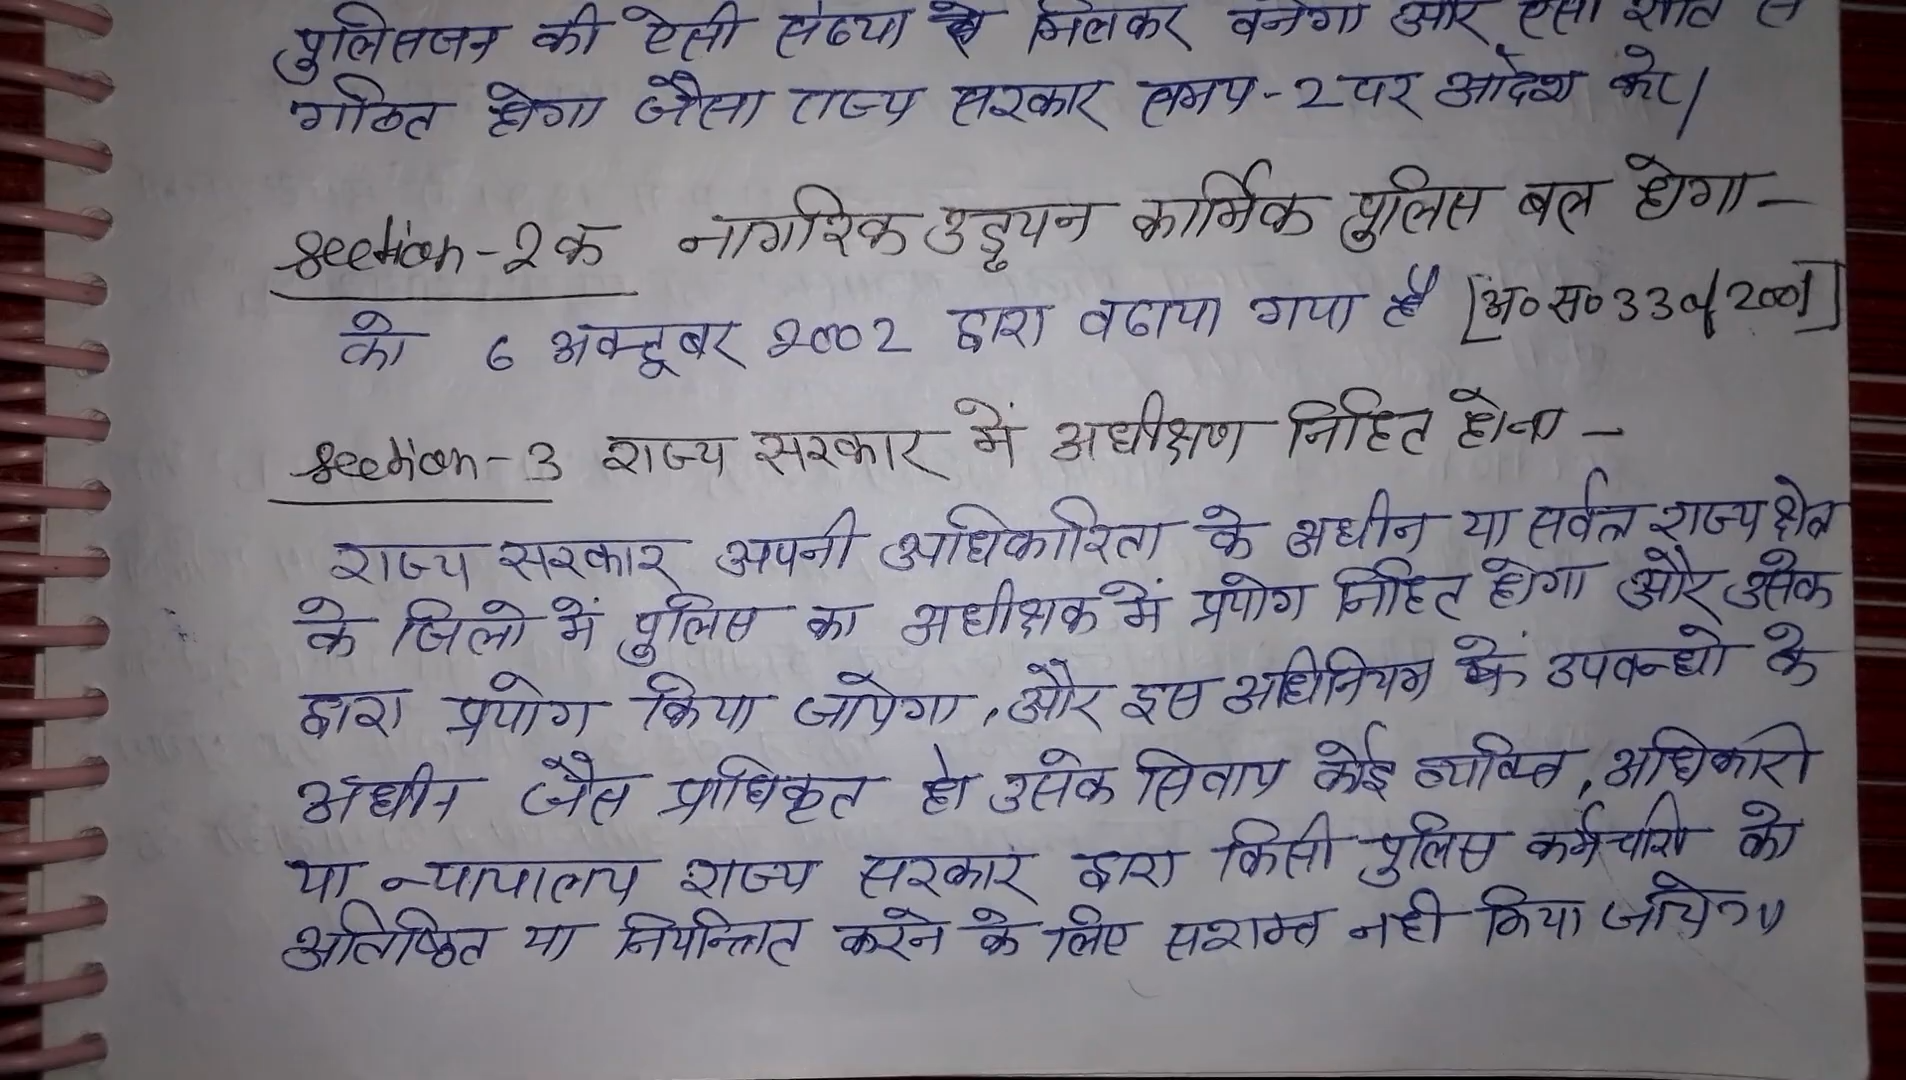 पुलिसजन की ऐसी संख्या से मिलकर बनेगा और ऐसी रीति से
गठित होगा जैसा राज्य सरकार समय-2 पर आदेश करे।
Section-2क नागरिक उड्डयन कार्मिक पुलिस बल होगा-
को 6 अक्टूबर 2002 द्वारा बढाया गया है [अ० स० 33 of 2001]
Section-3 राज्य सरकार में अधीक्षण निहित होना -
राज्य सरकार अपनी अधिकारिता के अधीन या सर्वत्र राज्य क्षेत्र
के जिलो में पुलिस का अधीक्षक में प्रयोग निहित होगा और उसके
द्वारा प्रयोग किया जायेगा, और इस अधिनियम के उपबन्धो के
अधीन जैस प्राधिकृत हो उसके सिवाय कोई व्यक्ति, अधिकारी
या न्यायालय राज्य सरकार द्वारा किसी पुलिस कर्मचारी को
अतिष्ठित या नियन्त्रित करने के लिए सशक्त नही किया जायेगा